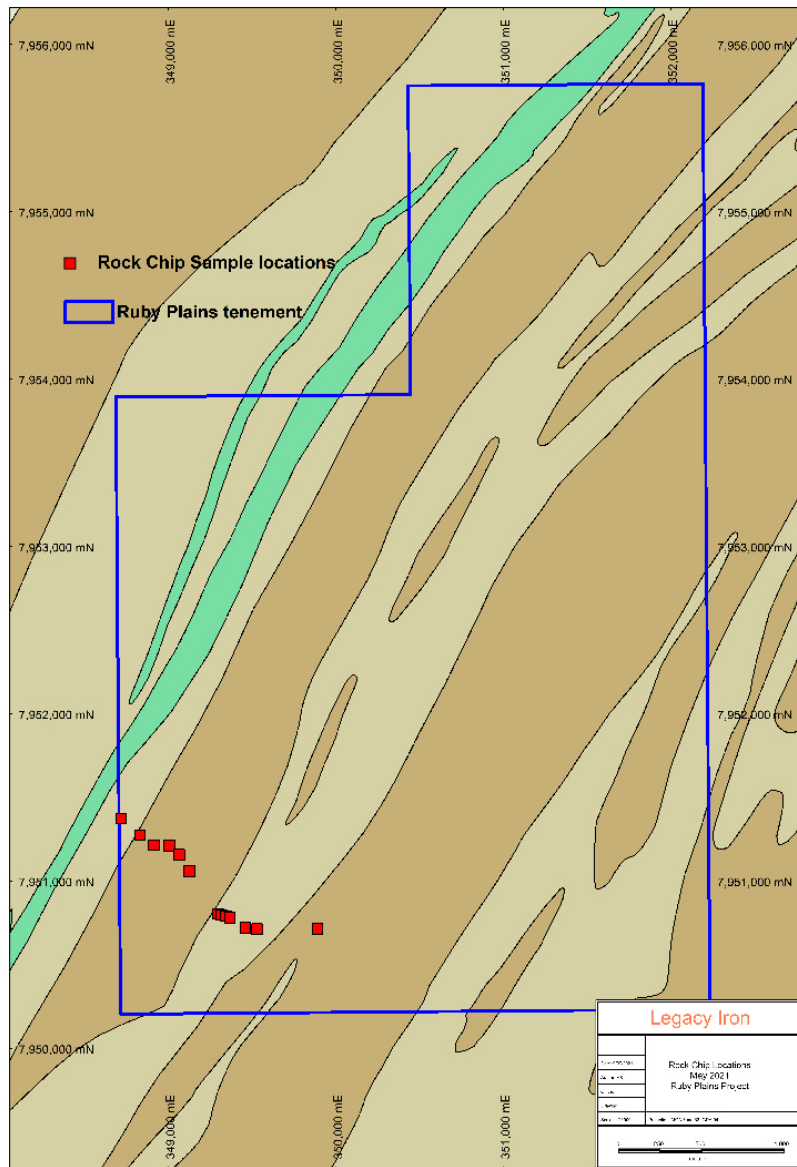 349,000 mE
350,000 mE
351,000 mE
352,000 mE
7,956,000 mN
7,956,000 mN
7,955,000 mN
7,955,000 mN
Rock Chip Sample locations
Ruby Plains tenement
7,954,000 mN
7,954,000 mN
7,953,000 mN
7,953,000 mN
7,952,000 mN
7,952,000 mN
7,951,000 mN
7,951,000 mN
7,950,000 mN
349,000 mE
350,000 mE
351,000 mE
Legacy Iron
Rock Chip Locations
May 2021
Ruby Plains Project